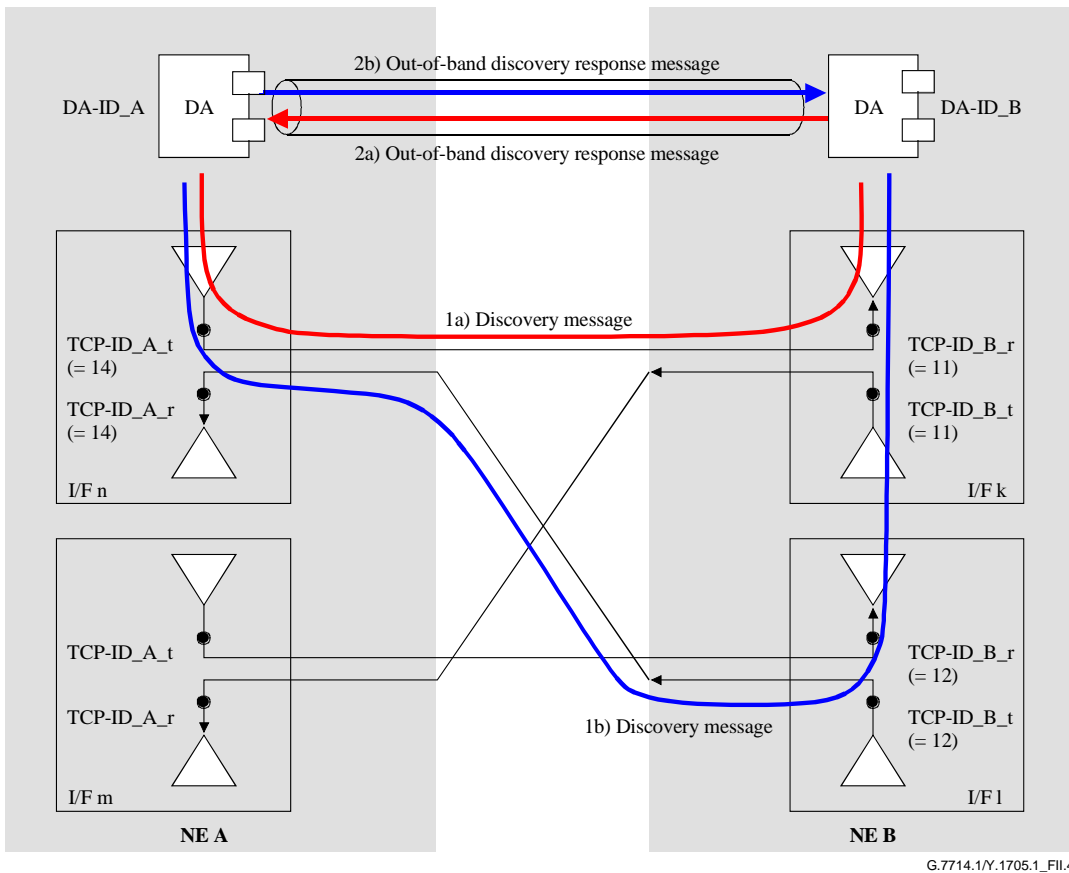 2b) Out-of-band discovery response message
DA-ID_A
DA
DA
DA-ID_B
2a) Out-of-band discovery response message
1a) Discovery message
TCP-ID_A_t
(= 14)
TCP-ID_A_r
(= 14)
I/F n
TCP-ID_B_r
(= 11)
TCP-ID_B_t
(= 11)
I/F k
TCP-ID_A_t
TCP-ID_A_r
I/F m
1b) Discovery message
TCP-ID_B_r
(= 12)
TCP-ID_B_t
(= 12)
I/F l
NE A
NE B
G.7714.1/Y.1705.1_FII.4